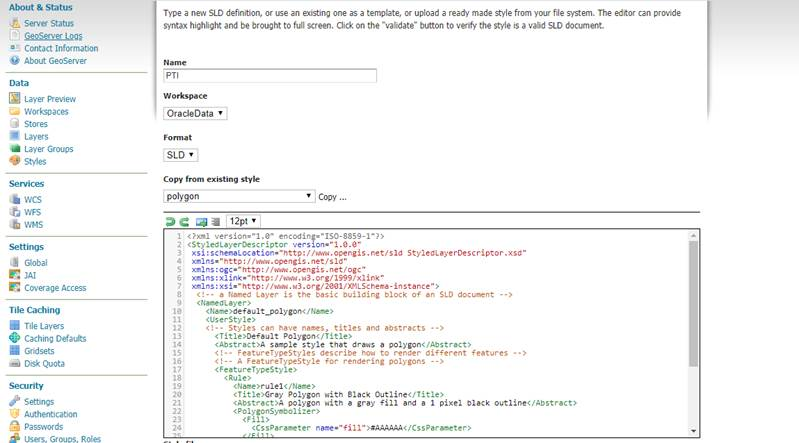 About & Status
Server Status
GeoServer Logs
Contact Information
About GeoServer
Data
Layer Preview
Workspaces
Stores
Layers
Layer Groups
Styles
Services
WCS
WFS
WMS
Settings
Global
JAI
Coverage Access
Tile Caching
Tile Layers
Caching Defaults
Gridsets
Disk Quota
Security
Settings
Authentication
Passwords
Users, Groups, Roles
Type a new SLD definition, or use an existing one as a template, or upload a ready made style from your file system. The editor can provide
syntax highlight and be brought to full screen. Click on the "validate" button to verify the style is a valid SLD document.
Name
PTI
Workspace
OracleData
Format
SLD
Copy from existing style
polygon Copy ...
12pt
1 <?xml version="1.0" encoding="ISO-8859-1"?>
2 <StyledLayerDescriptor version="1.0.0"
3 xsi:schemaLocation="http://www.opengis.net/sld StyledLayerDescriptor.xsd"
4 xmlns="http://www.opengis.net/sld"
5 xmlns:ogc="http://www.opengis.net/ogc"
6 xmlns:xlink="http://www.w3.org/1999/xlink"
7 xmlns:xsi="http://www.w3.org/2001/XMLSchema-instance">
8 <!-- a Named Layer is the basic building block of an SLD document -->
9 <NamedLayer>
10 <Name>default_polygon</Name>
11 <UserStyle>
12 <!-- Styles can have names, titles and abstracts -->
13 <Title>Default Polygon</Title>
14 <Abstract>A sample style that draws a polygon</Abstract>
15 <!-- FeatureTypeStyles describe how to render different features -->
16 <!-- A FeatureTypeStyle for rendering polygons -->
17 <FeatureTypeStyle>
18 <Rule>
19 <Name>rule1</Name>
20 <Title>Gray Polygon with Black Outline</Title>
21 <Abstract>A polygon with a gray fill and a 1 pixel black outline</Abstract>
22 <PolygonSymbolizer>
23 <Fill>
24 <CssParameter name="fill">#AAAAAA</CssParameter>
25 </Fill>